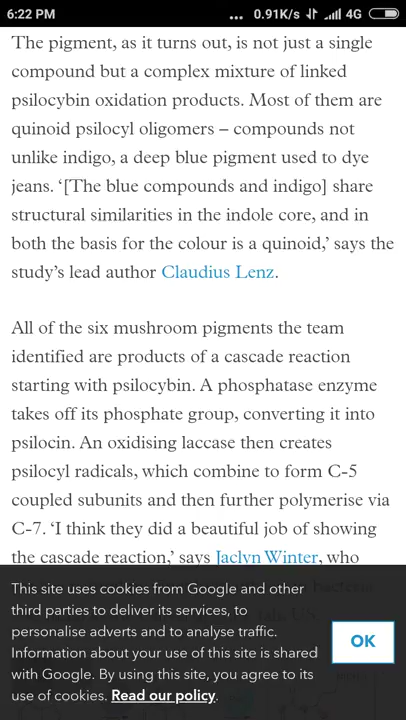 6:22 PM ... 0.91K/s 4G
The pigment, as it turns out, is not just a single
compound but a complex mixture of linked
psilocybin oxidation products. Most of them are
quinoid psilocyl oligomers – compounds not
unlike indigo, a deep blue pigment used to dye
jeans. ‘[The blue compounds and indigo] share
structural similarities in the indole core, and in
both the basis for the colour is a quinoid,’ says the
study’s lead author Claudius Lenz.
All of the six mushroom pigments the team
identified are products of a cascade reaction
starting with psilocybin. A phosphatase enzyme
takes off its phosphate group, converting it into
psilocin. An oxidising laccase then creates
psilocyl radicals, which combine to form C-5
coupled subunits and then further polymerise via
C-7. ‘I think they did a beautiful job of showing
the cascade reaction,’ says Jaclyn Winter, who
This site uses cookies from Google and other
third parties to deliver its services, to
personalise adverts and to analyse traffic.
Information about your use of this site is shared
with Google. By using this site, you agree to its
use of cookies. Read our policy.
OK